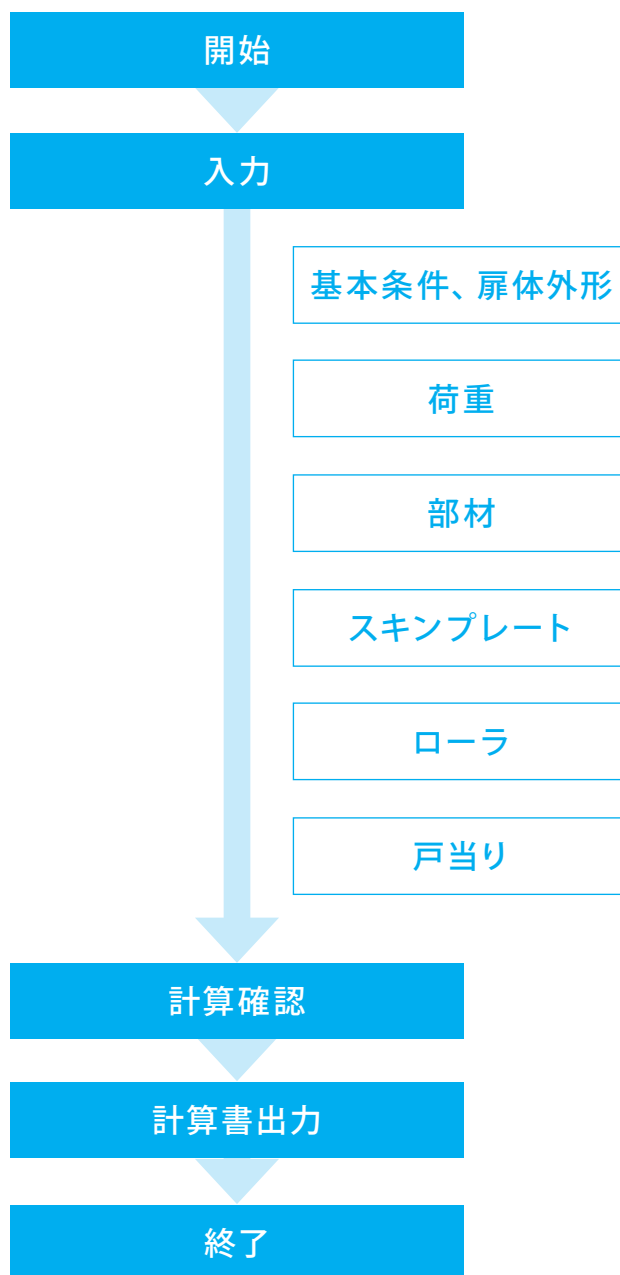 開始
入力
基本条件、扉体外形
荷重
部材
スキンプレート
ローラ
戸当り
計算確認
計算書出力
終了